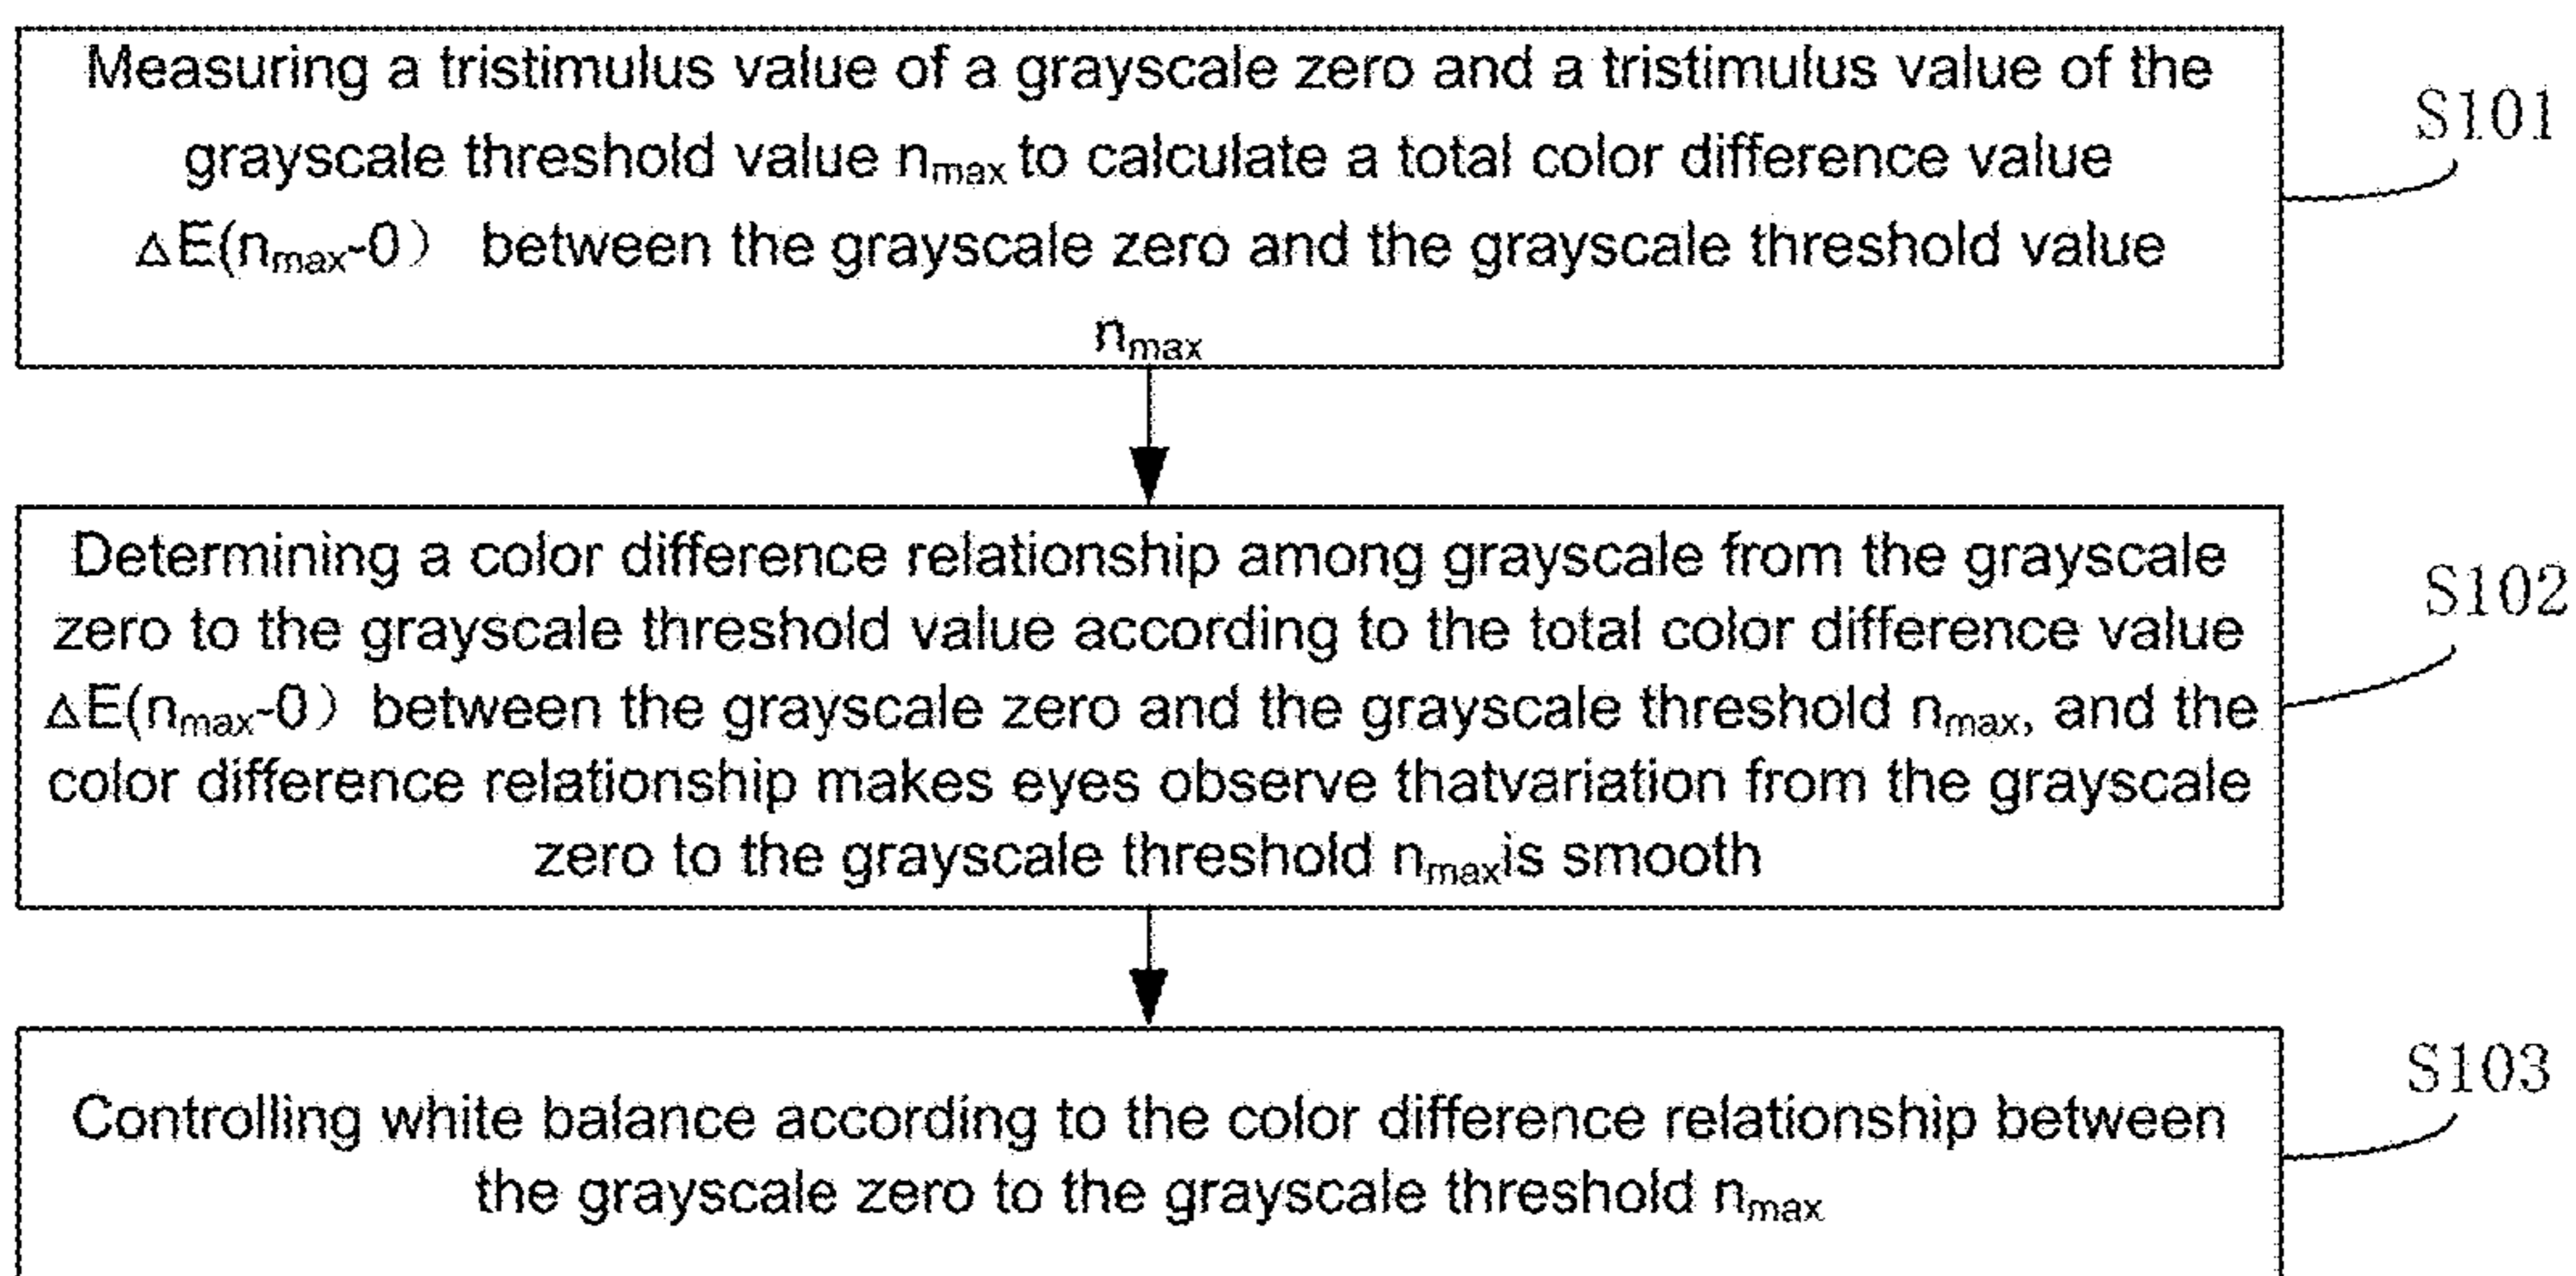 Measuring a tristimulus value of a grayscale zero and a tristimulus value of the
grayscale threshold value nmax to calculate a total color difference value
△E(nmax-0） between the grayscale zero and the grayscale threshold value
nmax
S101
Determining a color difference relationship among grayscale from the grayscale
zero to the grayscale threshold value according to the total color difference value
△E(nmax-0） between the grayscale zero and the grayscale threshold nmax, and the
color difference relationship makes eyes observe thatvariation from the grayscale
zero to the grayscale threshold nmaxis smooth
S102
Controlling white balance according to the color difference relationship between
the grayscale zero to the grayscale threshold nmax
S103